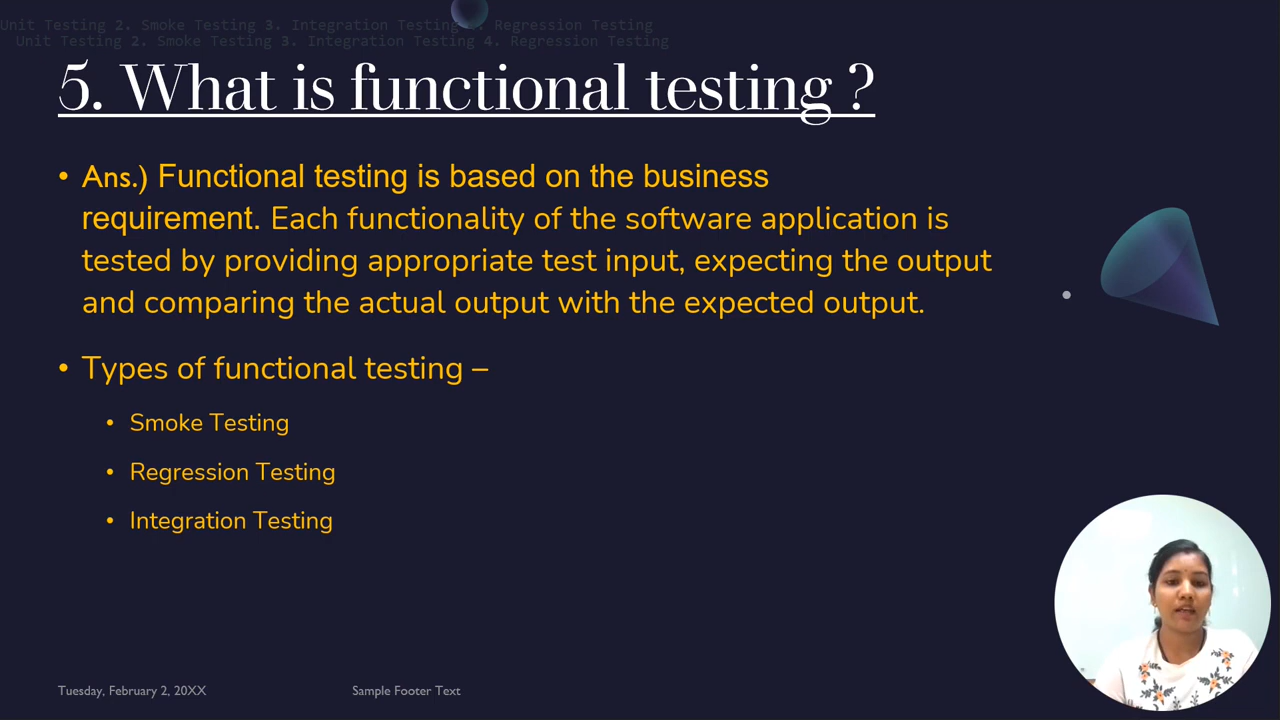 Unit Testing 2. Smoke Testing 3. Integration Testing 4. Regression Testing
Unit Testing 2. Smoke Testing 3. Integration Testing 4. Regression Testing
5. What is functional testing ?
• Ans.) Functional testing is based on the business
requirement. Each functionality of the software application is
tested by providing appropriate test input, expecting the output
and comparing the actual output with the expected output.
• Types of functional testing –
• Smoke Testing
• Regression Testing
• Integration Testing
Tuesday, February 2, 20XX
Sample Footer Text